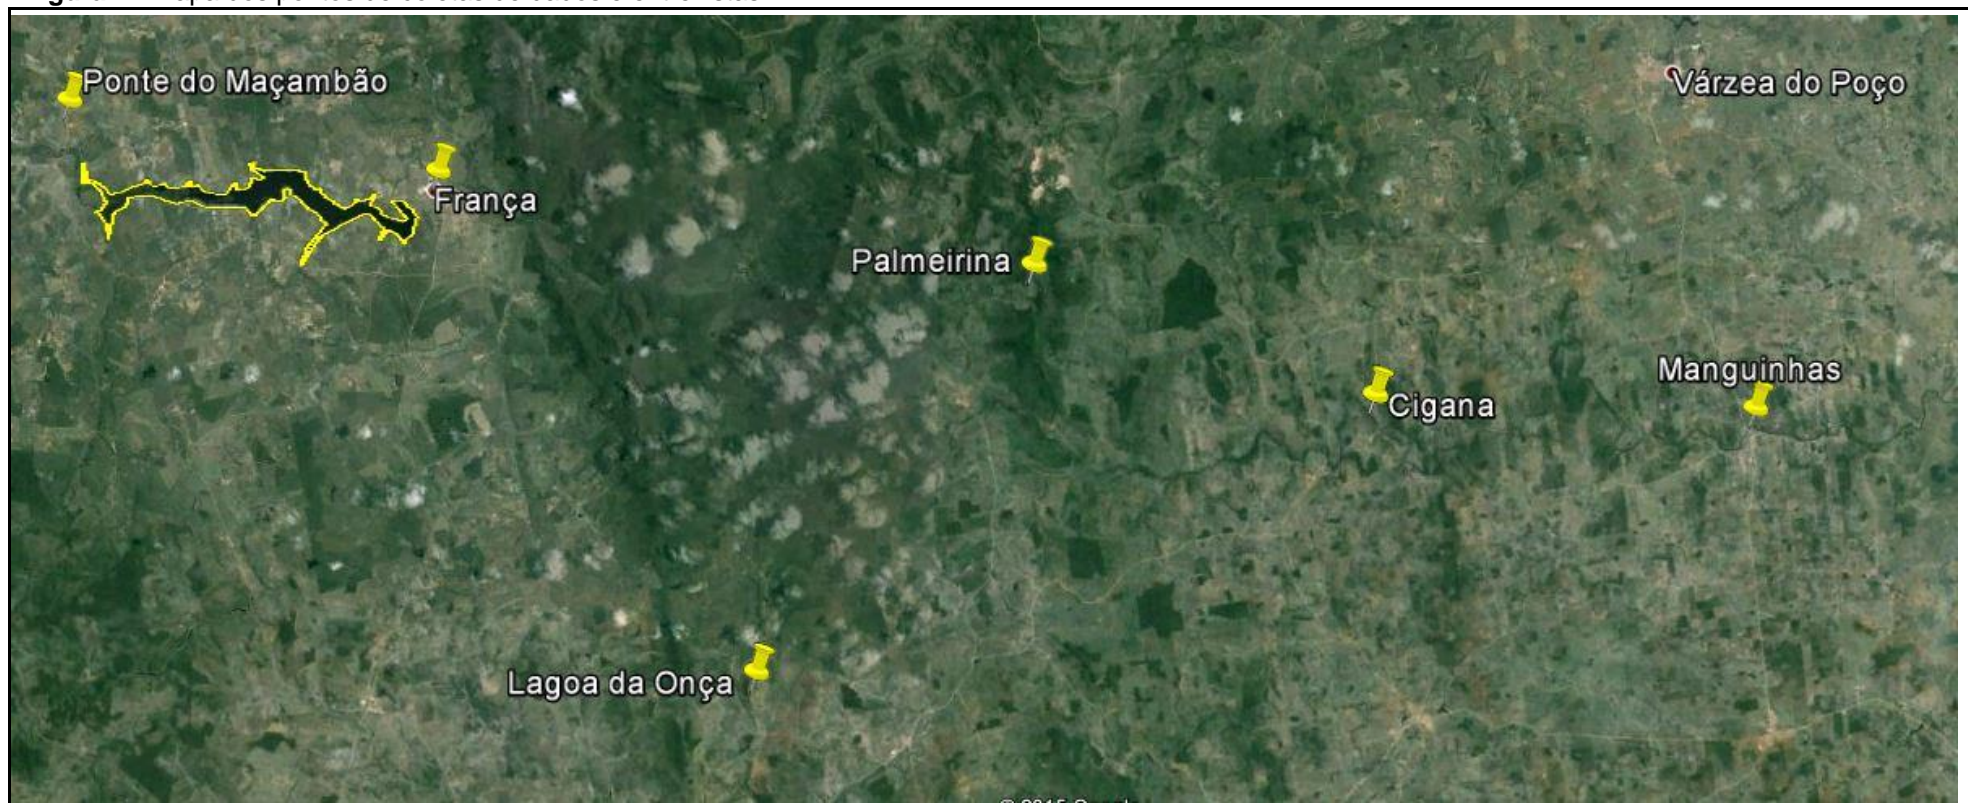 Ponte do Maçambão
Várzea do Poço
França
Palmeirina
Manguinhas
Cigana
Lagoa da Onça